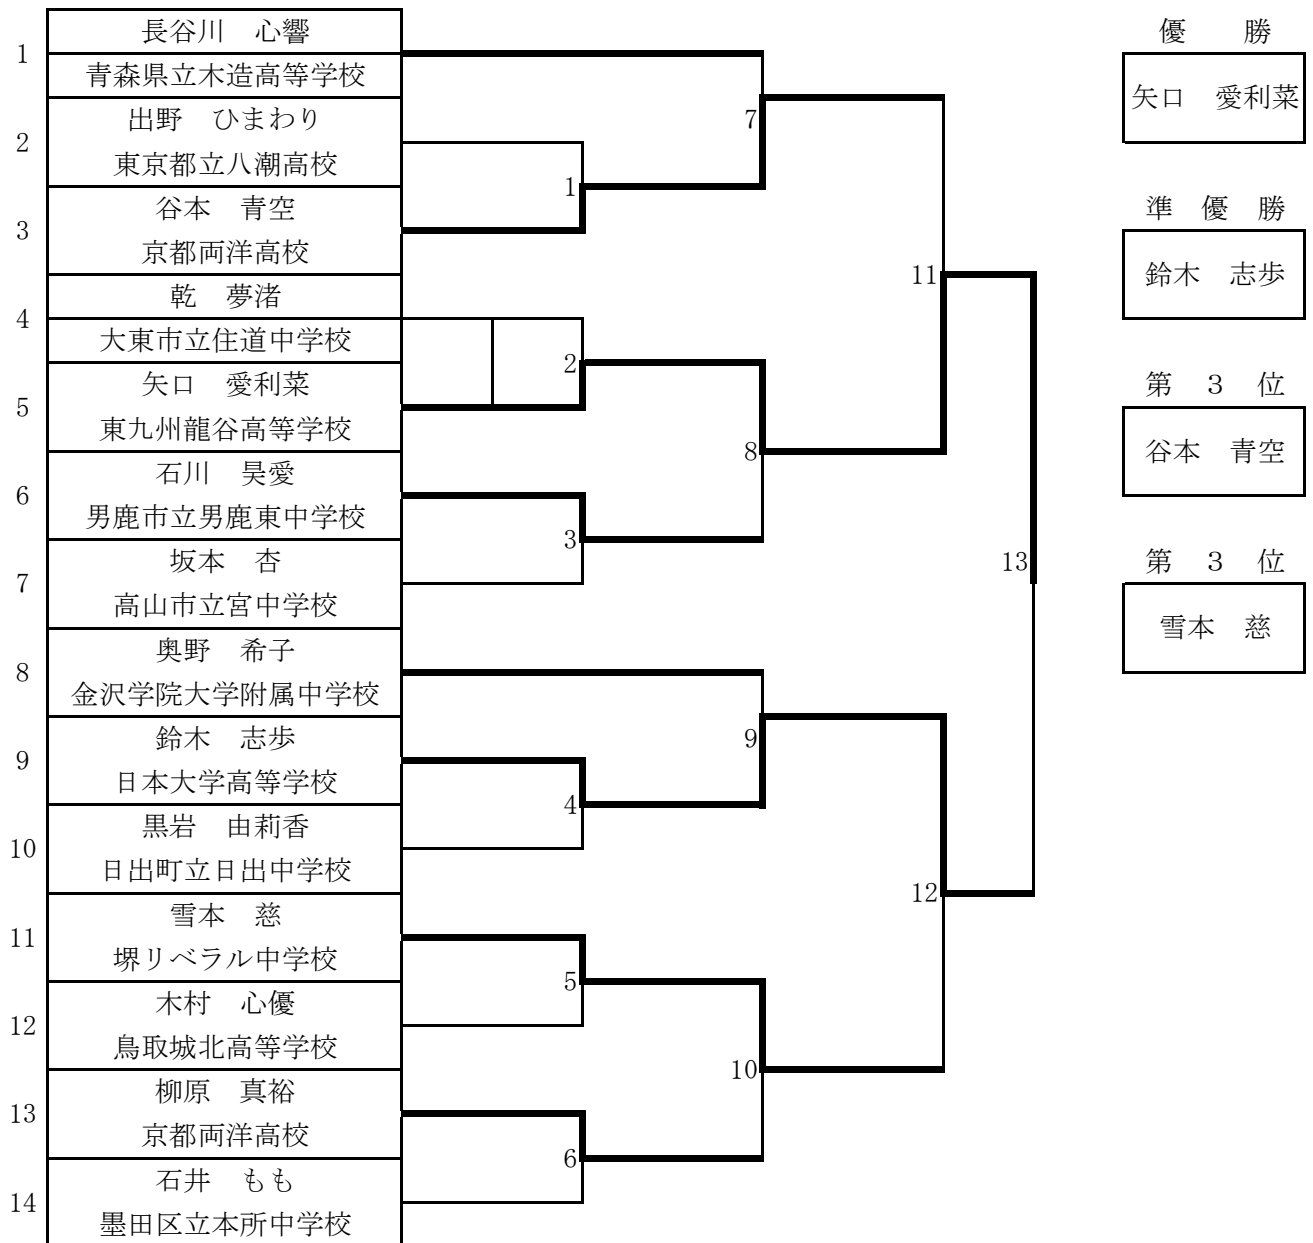 1
長谷川　心響
青森県立木造高等学校
2
出野　ひまわり
東京都立八潮高校
3
谷本　青空
京都両洋高校
4
乾　夢渚
大東市立住道中学校
5
矢口　愛利菜
東九州龍谷高等学校
6
石川　昊愛
男鹿市立男鹿東中学校
7
坂本　杏
高山市立宮中学校
8
奥野　希子
金沢学院大学附属中学校
9
鈴木　志歩
日本大学高等学校
10
黒岩　由莉香
日出町立日出中学校
11
雪本　慈
堺リベラル中学校
12
木村　心優
鳥取城北高等学校
13
柳原　真裕
京都両洋高校
14
石井　もも
墨田区立本所中学校
1
2
3
4
5
6
7
8
9
10
11
12
13
優　勝
矢口　愛利菜
準　優　勝
鈴木　志歩
第　３　位
谷本　青空
第　３　位
雪本　慈